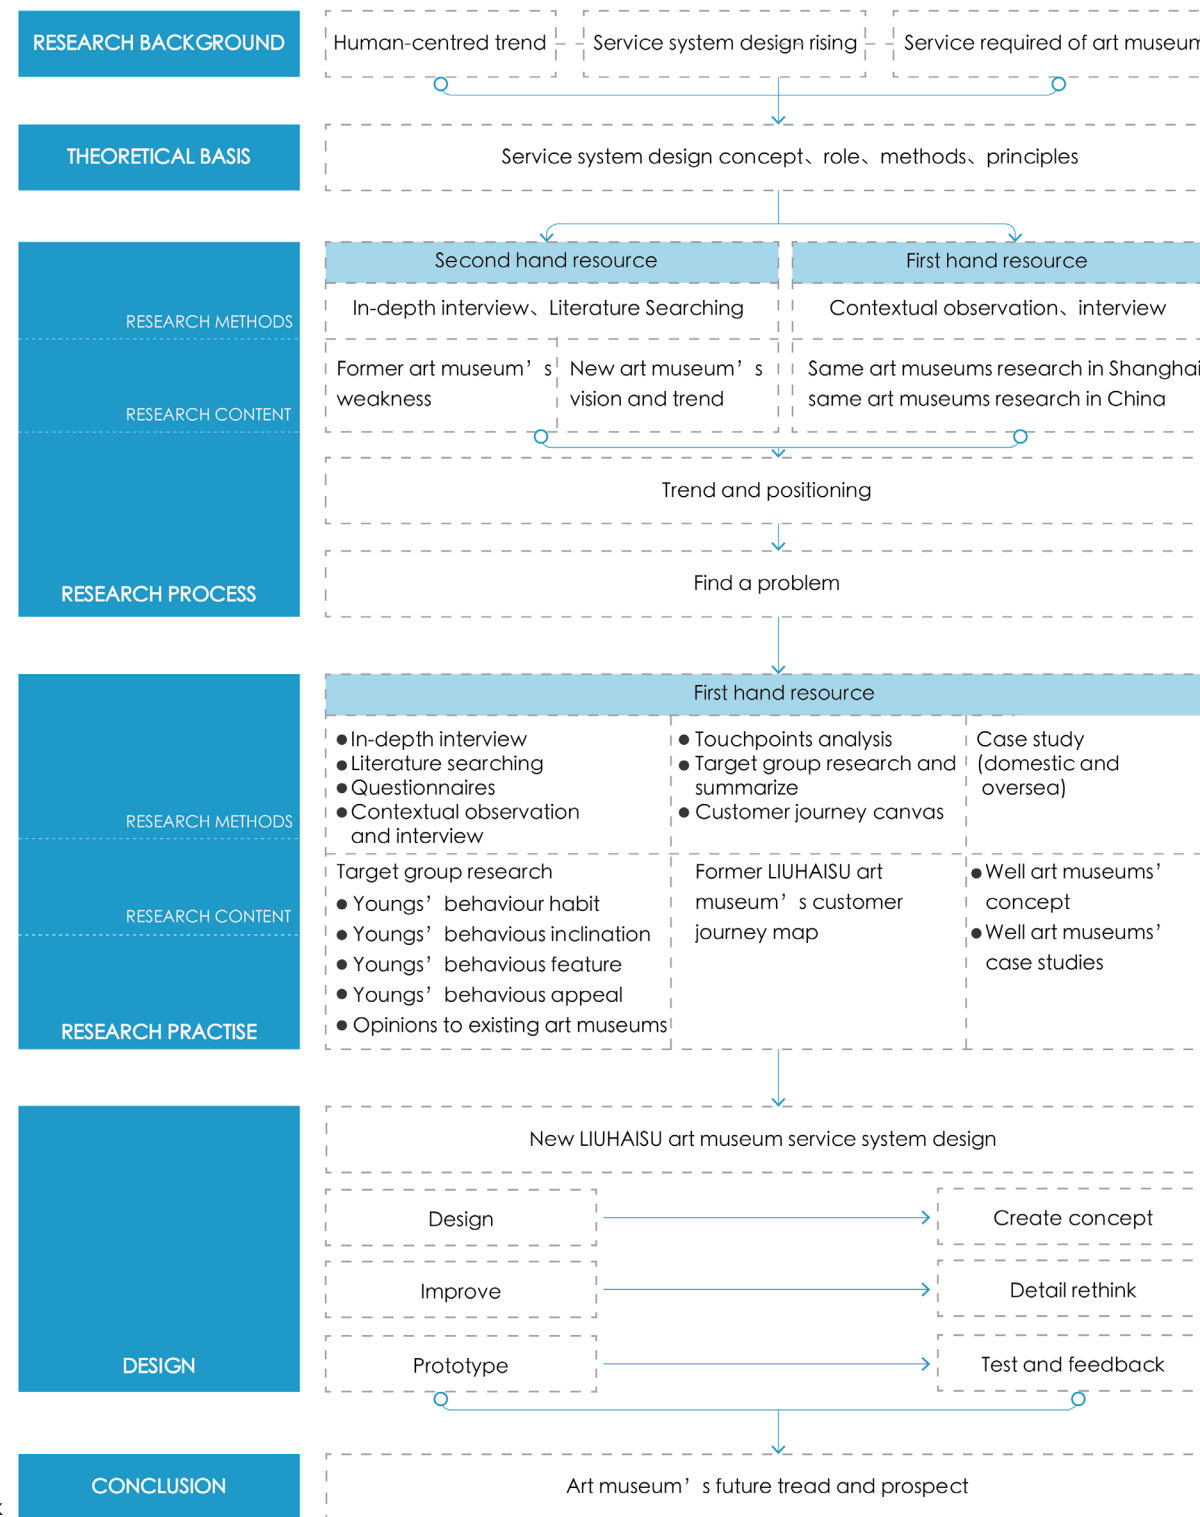 RESEARCH BACKGROUND
Human-centred trend
Service system design rising
Service required of art museum
THEORETICAL BASIS
Service system design concept、role、methods、principles
Second hand resource
First hand resource
RESEARCH METHODS
In-depth interview、Literature Searching
Contextual observation、interview
RESEARCH CONTENT
Former art museum’s
weakness
New art museum’s
vision and trend
Same art museums research in Shanghai
same art museums research in China
Trend and positioning
Find a problem
RESEARCH PROCESS
First hand resource
RESEARCH METHODS
●In-depth interview
●Literature searching
●Questionnaires
●Contextual observation
and interview
● Touchpoints analysis
● Target group research and
summarize
● Customer journey canvas
Case study
(domestic and
oversea)
RESEARCH CONTENT
Target group research
● Youngs’ behaviour habit
● Youngs’ behavious inclination
● Youngs’ behavious feature
● Youngs’ behavious appeal
● Opinions to existing art museums
Former LIUHAISU art
museum’s customer
journey map
●Well art museums’
concept
●Well art museums’
case studies
RESEARCH PRACTISE
New LIUHAISU art museum service system design
Design
Create concept
Improve
Detail rethink
DESIGN
Prototype
Test and feedback
CONCLUSION
Art museum’s future tread and prospect